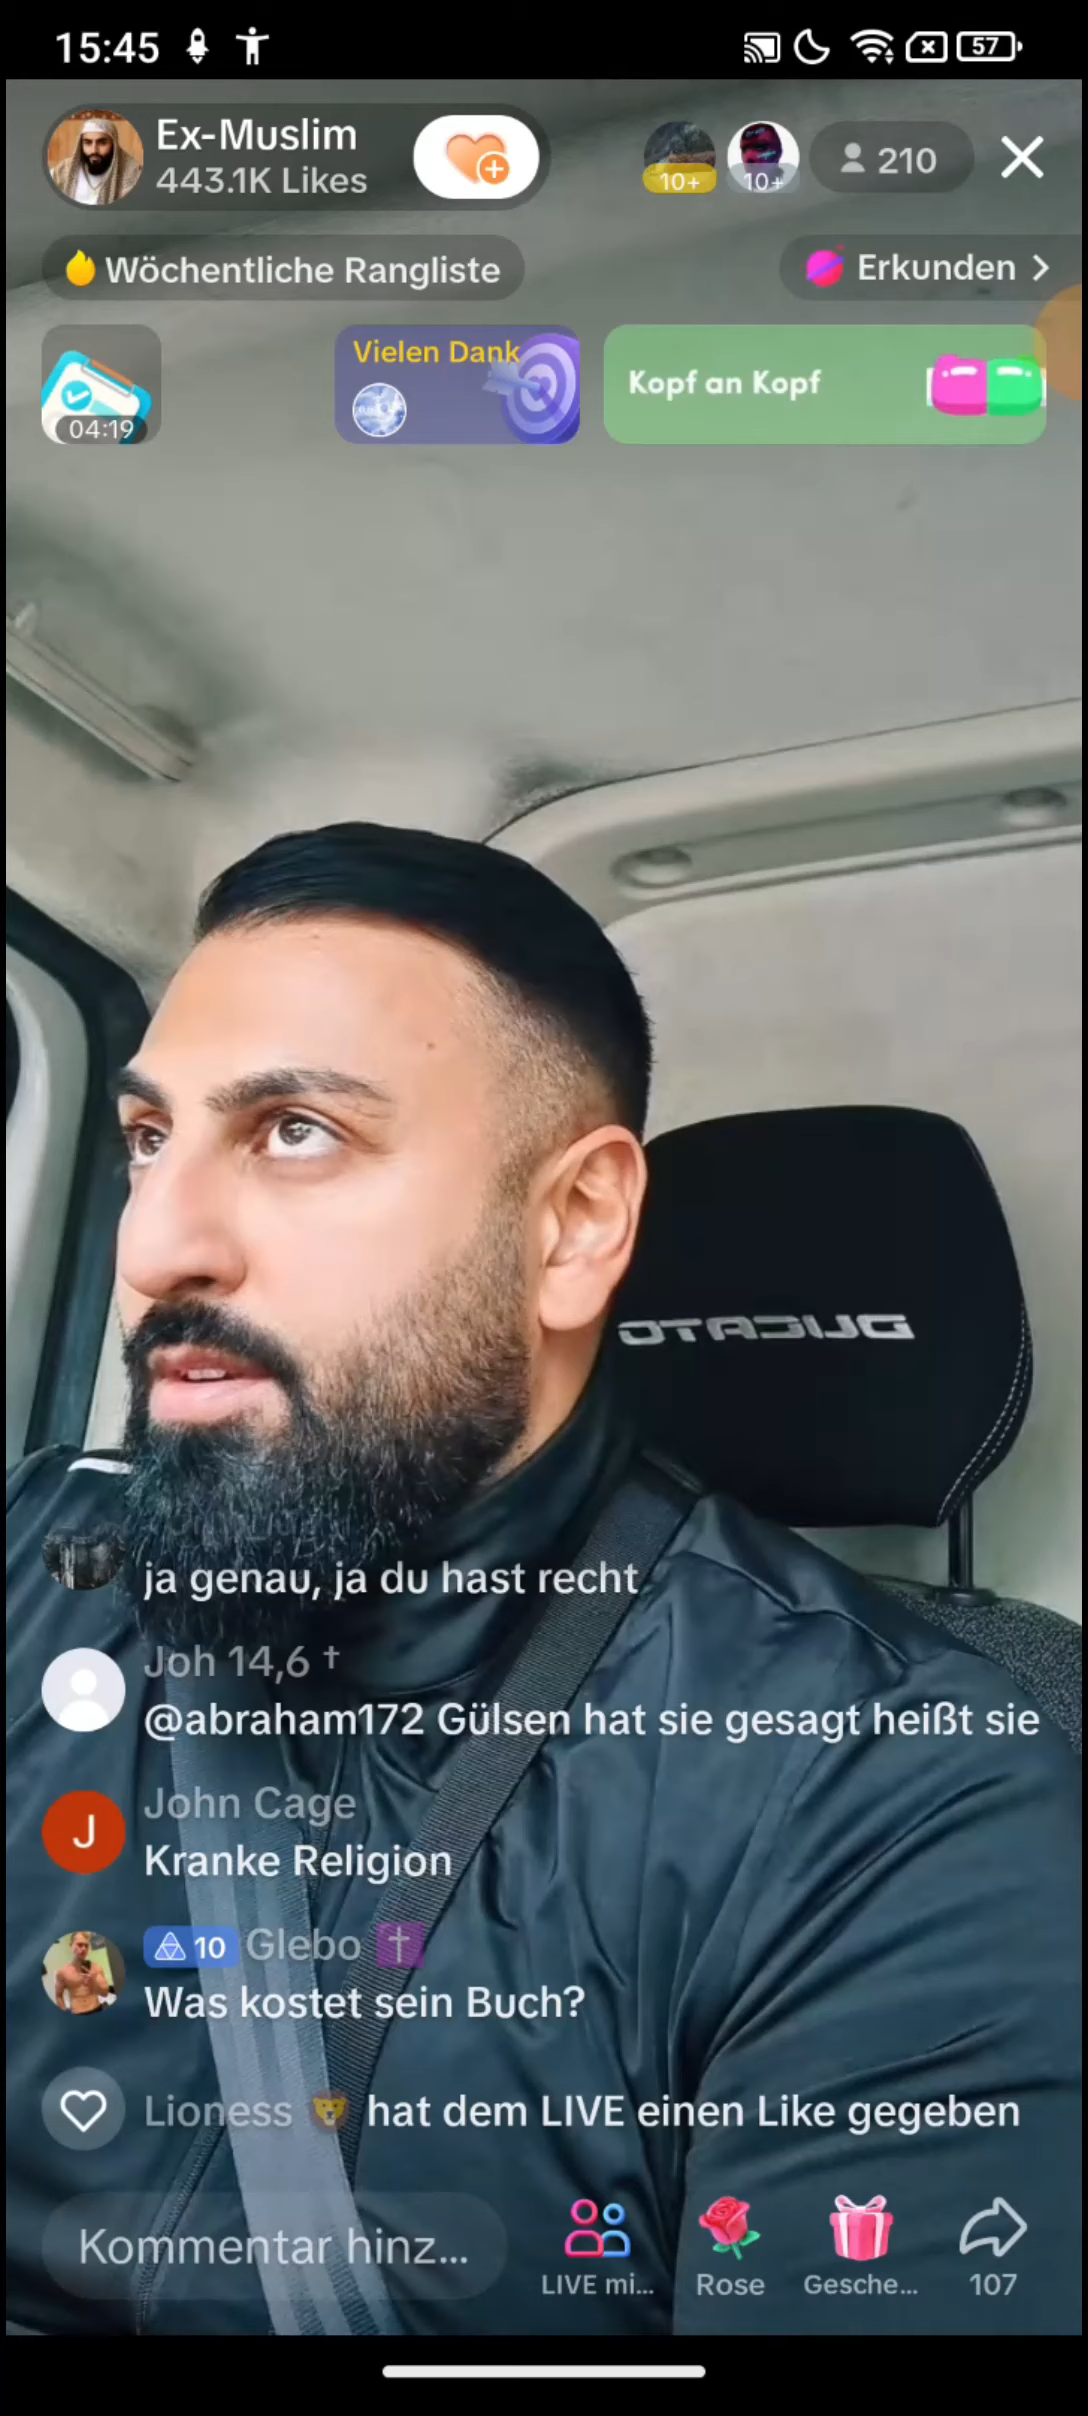 15:45
57
Ex-Muslim
443.1K Likes
10+
10+
210
Wöchentliche Rangliste
Erkunden
04:19
Vielen Dank
Kopf an Kopf
DUCATO
ja genau, ja du hast recht
Joh 14,6 †
@abraham172 Gülsen hat sie gesagt heißt sie
J
John Cage
Kranke Religion
10 Glebo ✝️
Was kostet sein Buch?
Lioness 🦁 hat dem LIVE einen Like gegeben
Kommentar hinz...
LIVE mi...
Rose
Gesche...
107